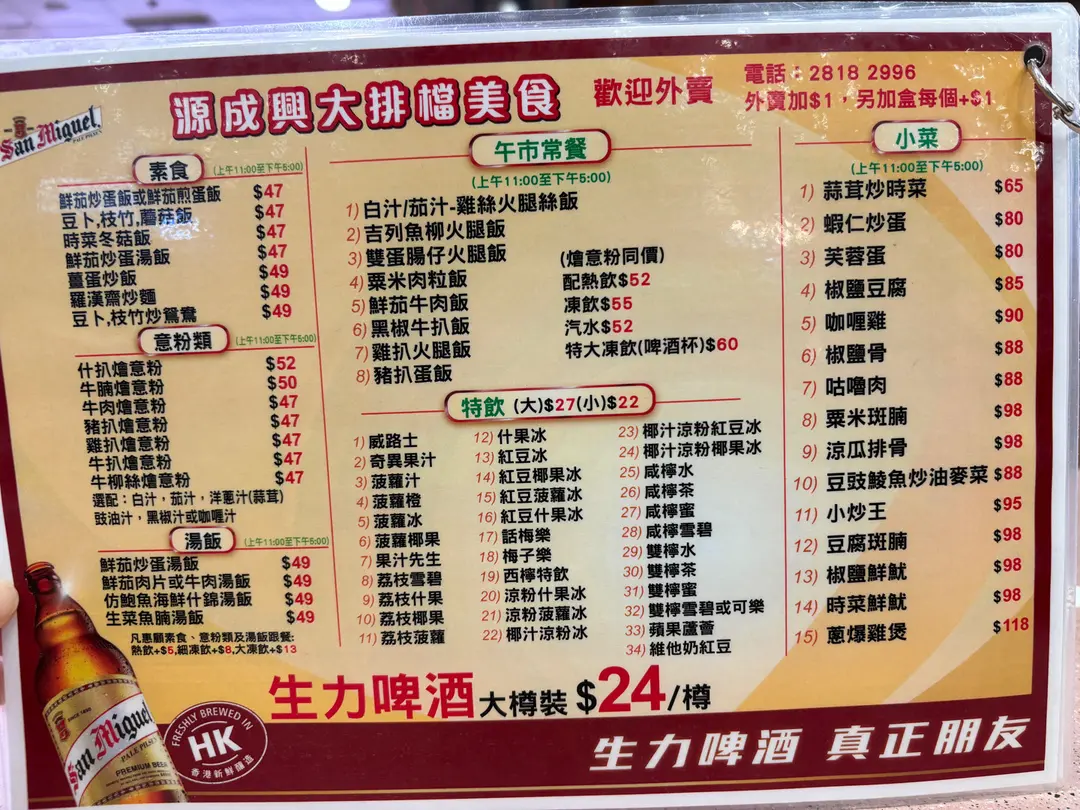 San Miguel
PALE PILSEN
源成興大排檔美食
歡迎外賣
電話：2818 2996
外賣加$1，另加盒每個+$1
素食 (上午11:00至下午5:00)
鮮茄炒蛋飯或鮮茄煎蛋飯 $47
豆卜,枝竹,蘑菇飯 $47
時菜冬菇飯 $47
鮮茄炒蛋湯飯 $47
薑蛋炒飯 $49
羅漢齋炒麵 $49
豆卜,枝竹炒鴛鴦 $49
意粉類 (上午11:00至下午5:00)
什扒燴意粉 $52
牛腩燴意粉 $50
牛肉燴意粉 $47
豬扒燴意粉 $47
雞扒燴意粉 $47
牛扒燴意粉 $47
牛柳絲燴意粉 $47
選配：白汁，茄汁，洋蔥汁(蒜茸)
豉油汁，黑椒汁或咖喱汁
湯飯 (上午11:00至下午5:00)
鮮茄炒蛋湯飯 $49
鮮茄肉片或牛肉湯飯 $49
仿鮑魚海鮮什錦湯飯 $49
生菜魚腩湯飯 $49
凡惠顧素食、意粉類及湯飯跟餐:
熱飲+$5,細凍飲+$8,大凍飲+$13
午市常餐
(上午11:00至下午5:00)
1) 白汁/茄汁-雞絲火腿絲飯
2) 吉列魚柳火腿飯
3) 雙蛋腸仔火腿飯
4) 粟米肉粒飯
5) 鮮茄牛肉飯
6) 黑椒牛扒飯
7) 雞扒火腿飯
8) 豬扒蛋飯
(燴意粉同價)
配熱飲$52
凍飲$55
汽水$52
特大凍飲(啤酒杯)$60
特飲 (大)$27(小)$22
1) 威路士
2) 奇異果汁
3) 菠蘿汁
4) 菠蘿橙
5) 菠蘿冰
6) 菠蘿椰果
7) 果汁先生
8) 荔枝雪碧
9) 荔枝什果
10) 荔枝椰果
11) 荔枝菠蘿
12) 什果冰
13) 紅豆冰
14) 紅豆椰果冰
15) 紅豆菠蘿冰
16) 紅豆什果冰
17) 話梅樂
18) 梅子樂
19) 西檸特飲
20) 涼粉什果冰
21) 涼粉菠蘿冰
22) 椰汁涼粉冰
23) 椰汁涼粉紅豆冰
24) 椰汁涼粉椰果冰
25) 咸檸水
26) 咸檸茶
27) 咸檸蜜
28) 咸檸雪碧
29) 雙檸水
30) 雙檸茶
31) 雙檸蜜
32) 雙檸雪碧或可樂
33) 蘋果蘆薈
34) 維他奶紅豆
小菜
(上午11:00至下午5:00)
1) 蒜茸炒時菜 $65
2) 蝦仁炒蛋 $80
3) 芙蓉蛋 $80
4) 椒鹽豆腐 $85
5) 咖喱雞 $90
6) 椒鹽骨 $88
7) 咕嚕肉 $88
8) 粟米斑腩 $98
9) 涼瓜排骨 $98
10) 豆豉鯪魚炒油麥菜 $88
11) 小炒王 $95
12) 豆腐斑腩 $98
13) 椒鹽鮮魷 $98
14) 時菜鮮魷 $98
15) 蔥爆雞煲 $118
生力啤酒 大樽裝 $24/樽
San Miguel
PALE PILSEN
PREMIUM BEER
FRESHLY BREWED IN
HK
香港新鮮釀造
生力啤酒 真正朋友